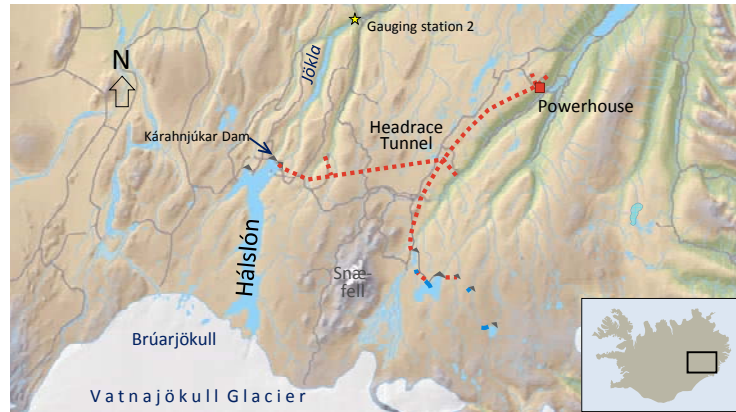 Gauging station 2
Jökla
N
Powerhouse
Kárahnjúkar Dam
Headrace
Tunnel
Hálslón
Snæ-
fell
Brúarjökull
Vatnajökull Glacier